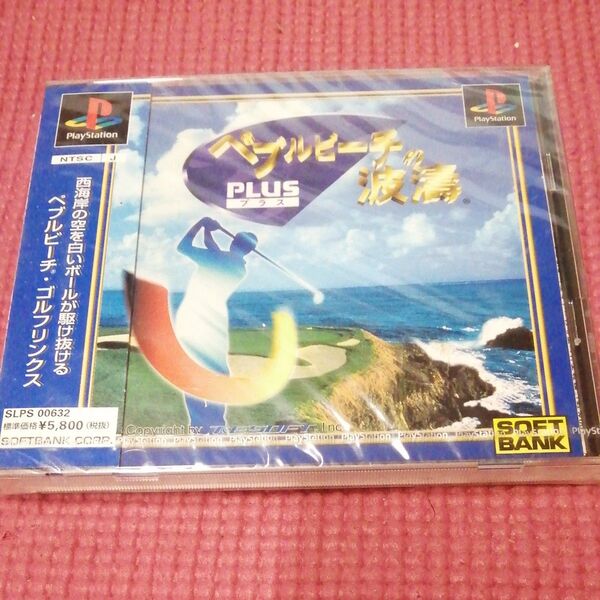 PlayStation
NTSC J
西海岸の空を白いボールが駆け抜ける
ペブルビーチ・ゴルフリンクス
SLPS 00632
標準価格¥5,800(税抜)
SOFTBANK CORP.
PlayStation
ペブルビーチの
波濤
PLUS
プラス
Copyright by T&E SOFT, Inc.
SOFT
BANK